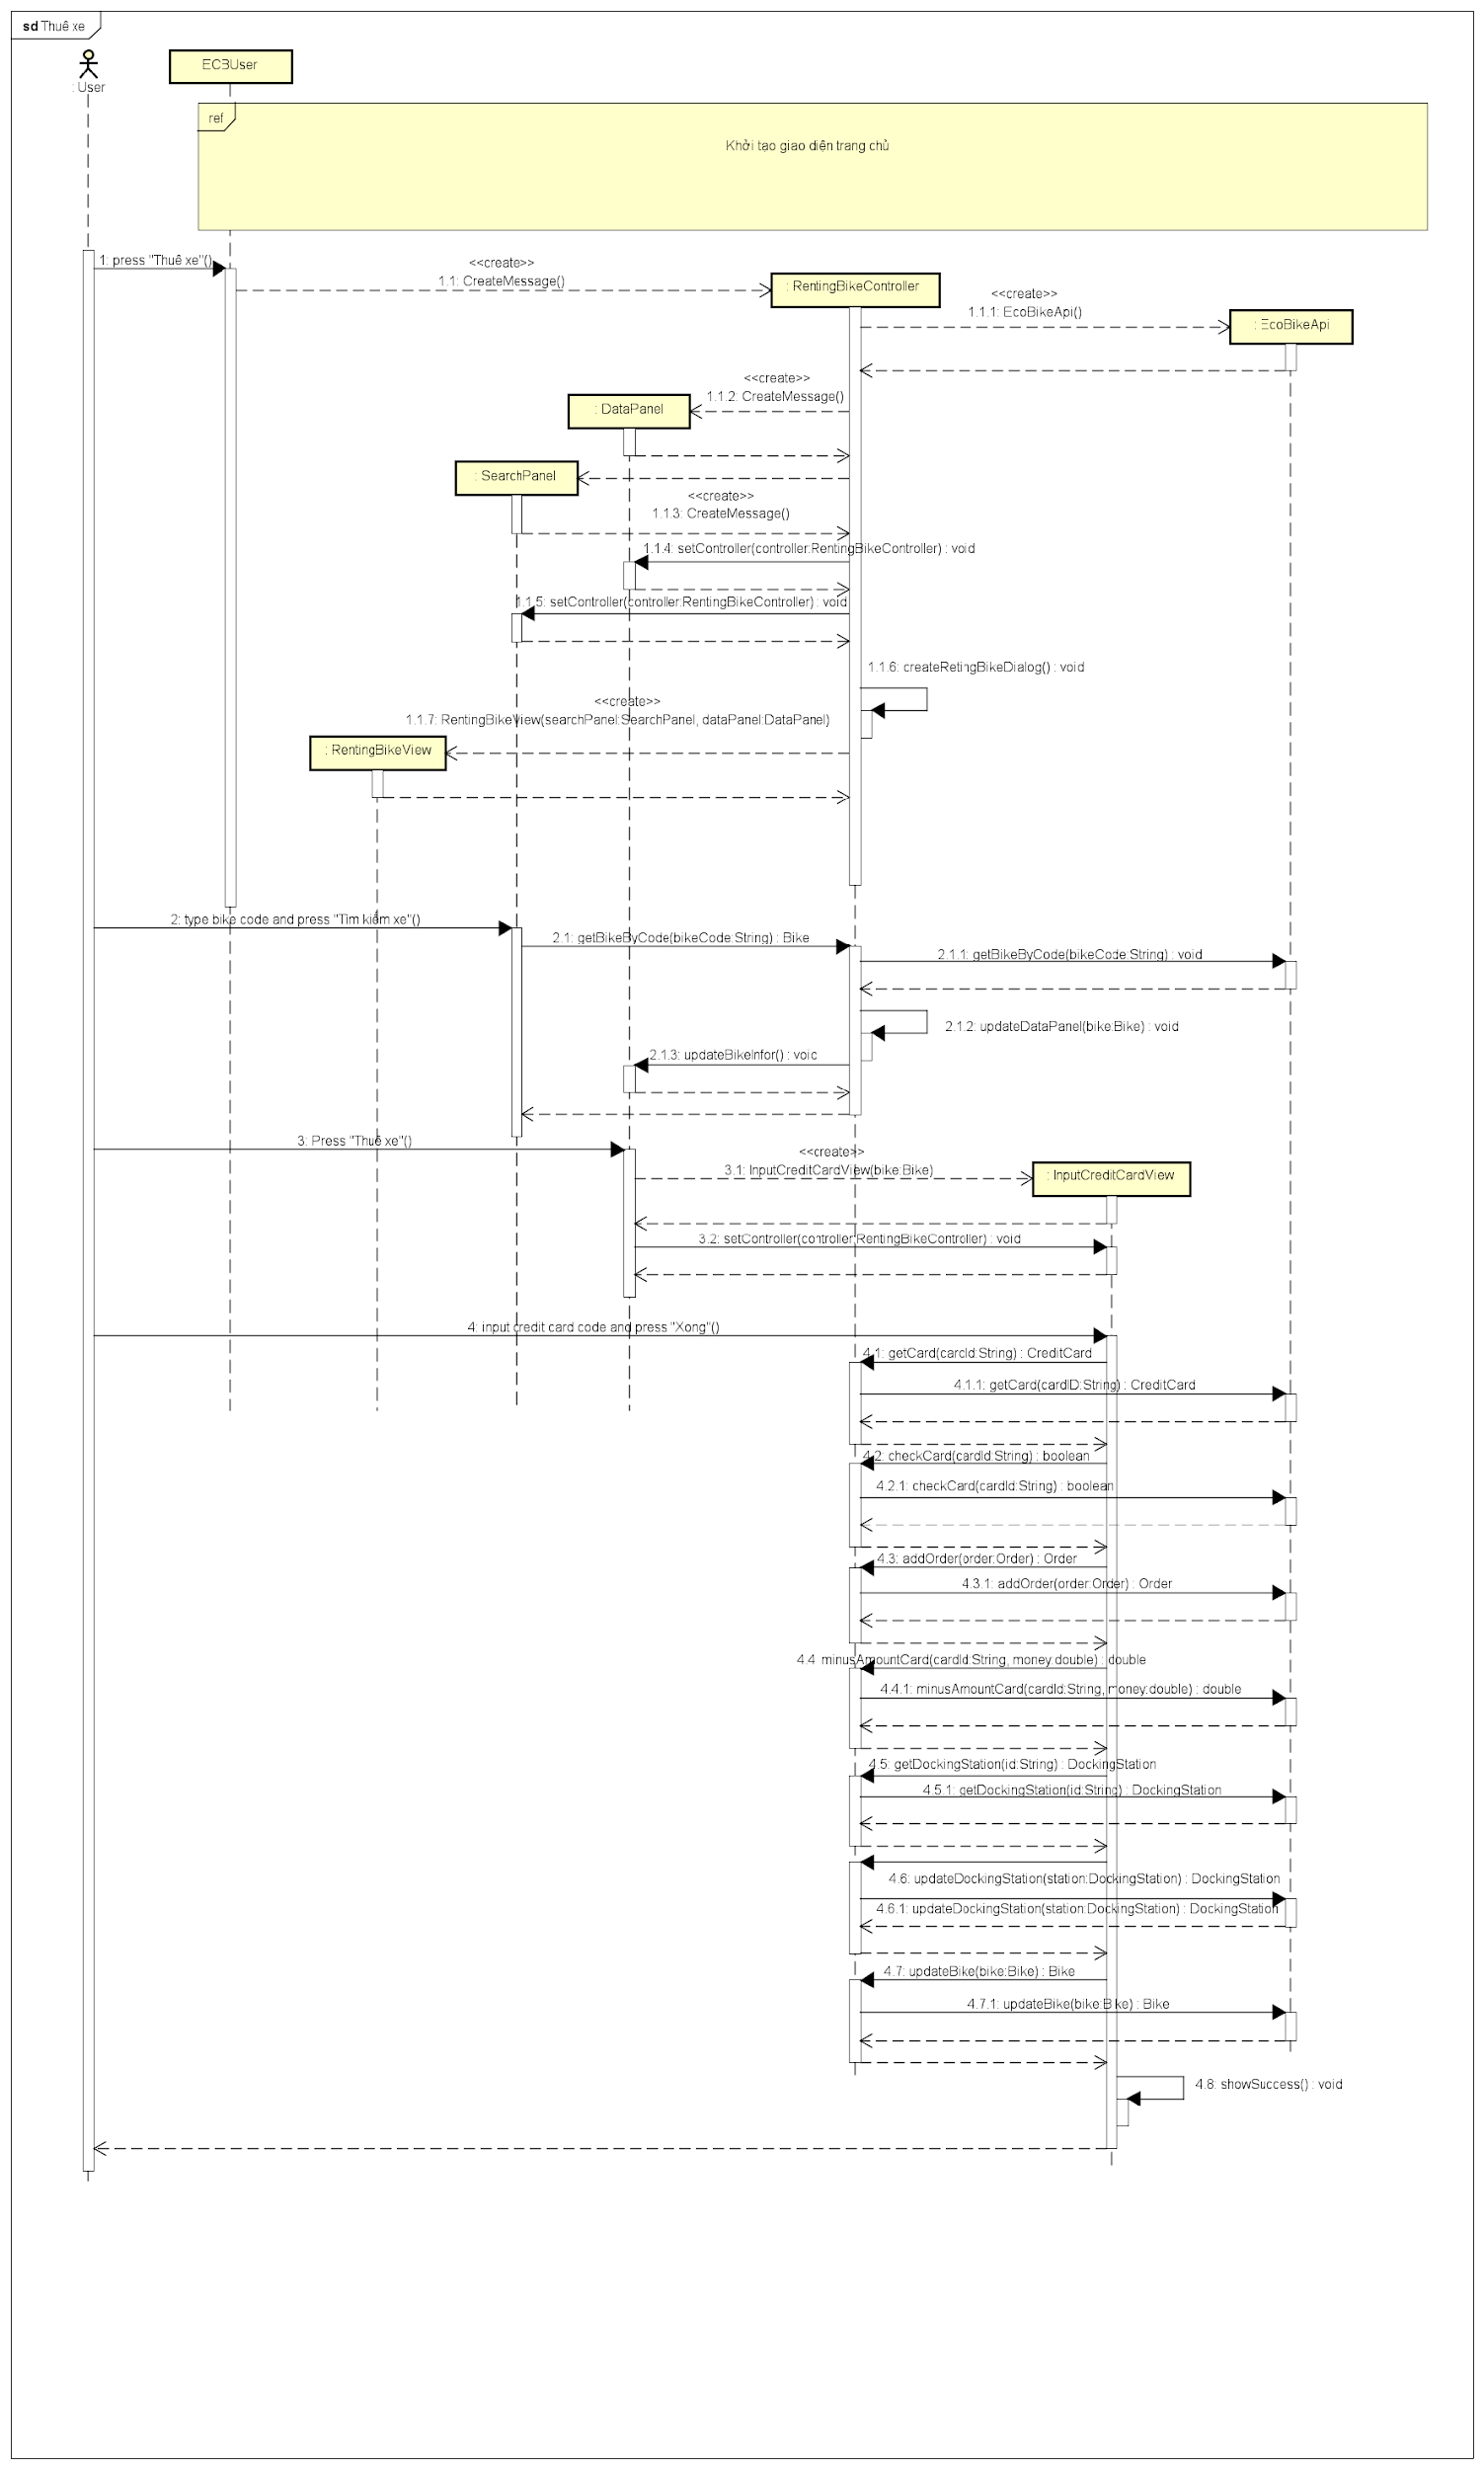 sd Thuê xe
: User
ECBUser
ref
Khởi tạo giao diện trang chủ
1: press "Thuê xe"()
<<create>>
1.1: CreateMessage()
: RentingBikeController
<<create>>
1.1.1: EcoBikeApi()
: EcoBikeApi
<<create>>
1.1.2: CreateMessage()
: DataPanel
: SearchPanel
<<create>>
1.1.3: CreateMessage()
1.1.4: setController(controller:RentingBikeController) : void
1.1.5: setController(controller:RentingBikeController) : void
1.1.6: createRetingBikeDialog() : void
<<create>>
1.1.7: RentingBikeView(searchPanel:SearchPanel, dataPanel:DataPanel)
: RentingBikeView
2: type bike code and press "Tìm kiếm xe"()
2.1: getBikeByCode(bikeCode:String) : Bike
2.1.1: getBikeByCode(bikeCode:String) : void
2.1.2: updateDataPanel(bike:Bike) : void
2.1.3: updateBikeInfor() : void
3: Press "Thuê xe"()
<<create>>
3.1: InputCreditCardView(bike:Bike)
: InputCreditCardView
3.2: setController(controller:RentingBikeController) : void
4: input credit card code and press "Xong"()
4.1: getCard(cardId:String) : CreditCard
4.1.1: getCard(cardID:String) : CreditCard
4.2: checkCard(cardId:String) : boolean
4.2.1: checkCard(cardId:String) : boolean
4.3: addOrder(order:Order) : Order
4.3.1: addOrder(order:Order) : Order
4.4: minusAmountCard(cardId:String, money:double) : double
4.4.1: minusAmountCard(cardId:String, money:double) : double
4.5: getDockingStation(id:String) : DockingStation
4.5.1: getDockingStation(id:String) : DockingStation
4.6: updateDockingStation(station:DockingStation) : DockingStation
4.6.1: updateDockingStation(station:DockingStation) : DockingStation
4.7: updateBike(bike:Bike) : Bike
4.7.1: updateBike(bike:Bike) : Bike
4.8: showSuccess() : void